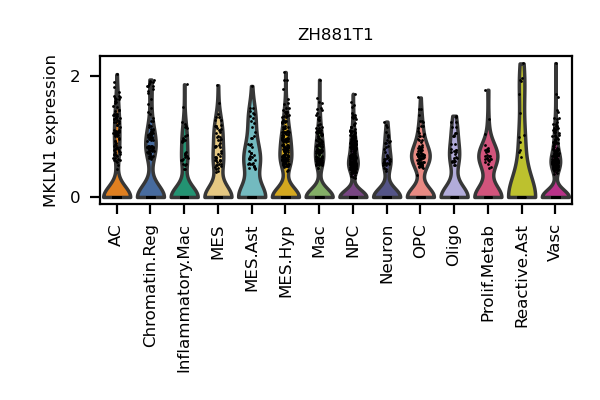 ZH881T1
MKLN1 expression
2
0
AC
Chromatin.Reg
Inflammatory.Mac
MES
MES.Ast
MES.Hyp
Mac
NPC
Neuron
OPC
Oligo
Prolif.Metab
Reactive.Ast
Vasc